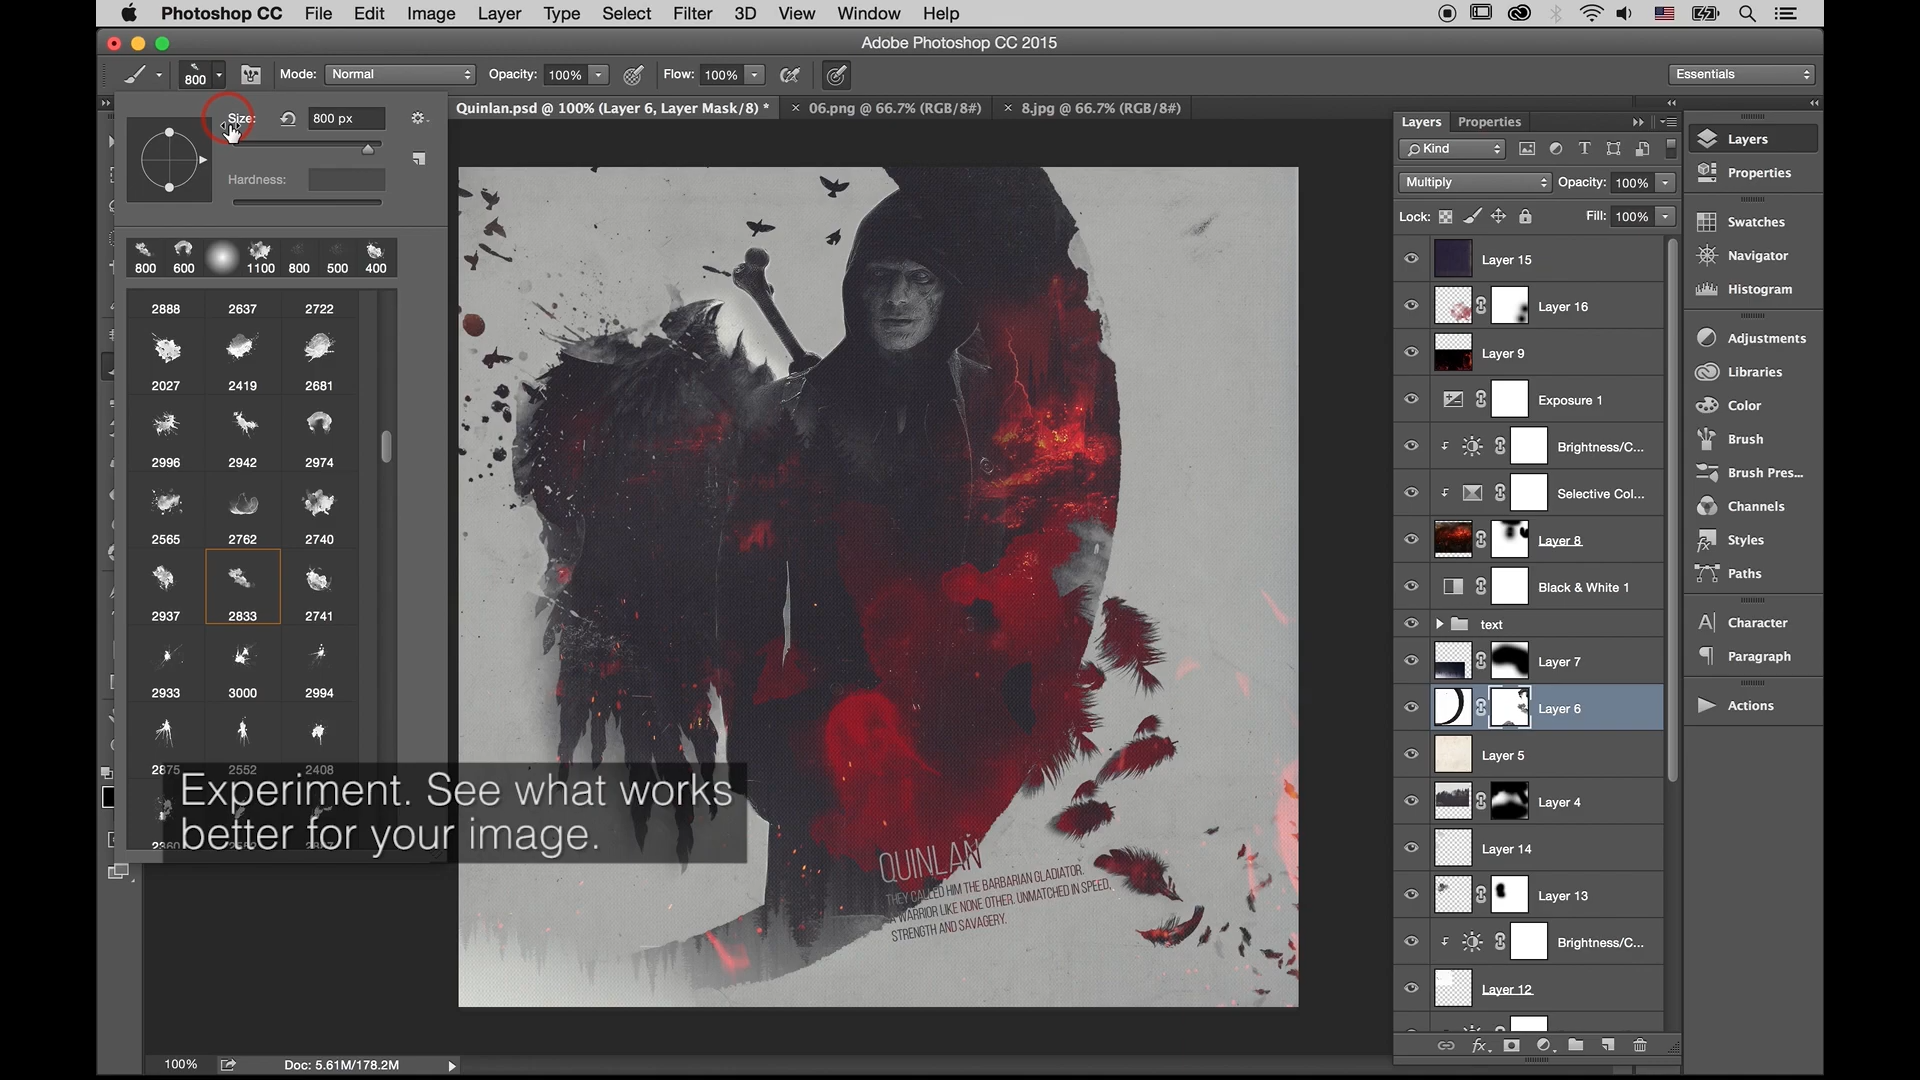 Photoshop CC File Edit Image Layer Type Select Filter 3D View Window Help
Adobe Photoshop CC 2015
800 Mode: Normal Opacity: 100% Flow: 100% Essentials
Quinlan.psd @ 100% (Layer 6, Layer Mask/8) * 06.png @ 66.7% (RGB/8#) 8.jpg @ 66.7% (RGB/8#)
Size: 800 px
Hardness:
800 600 1100 800 500 400
2888 2637 2722
2027 2419 2681
2996 2942 2974
2565 2762 2740
2937 2833 2741
2933 3000 2994
2875 2552 2408
Experiment. See what works
better for your image.
QUINLAN
THEY CALLED HIM THE BARBARIAN GLADIATOR.
A WARRIOR LIKE NONE OTHER. UNMATCHED IN SPEED,
STRENGTH AND SAVAGERY.
100% Doc: 5.61M/178.2M
Layers Properties
Kind
Multiply Opacity: 100%
Lock: Fill: 100%
Layer 15
Layer 16
Layer 9
Exposure 1
Brightness/C...
Selective Col...
Layer 8
Black & White 1
text
Layer 7
Layer 6
Layer 5
Layer 4
Layer 14
Layer 13
Brightness/C...
Layer 12
Layers
Properties
Swatches
Navigator
Histogram
Adjustments
Libraries
Color
Brush
Brush Pres...
Channels
Styles
Paths
Character
Paragraph
Actions